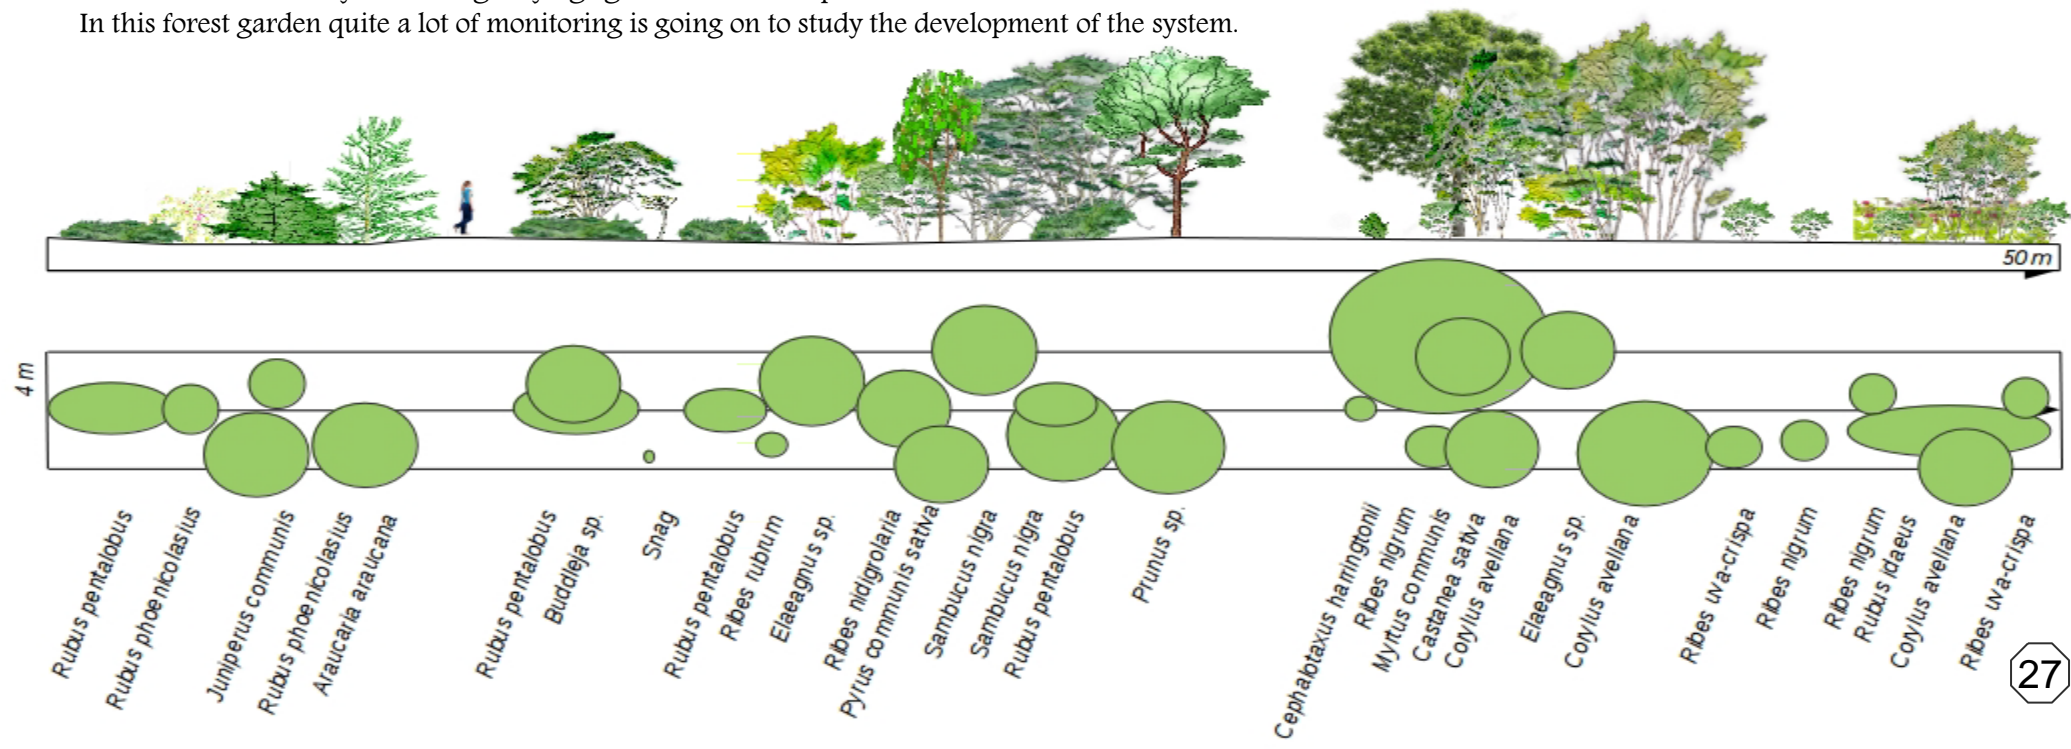 In this forest garden quite a lot of monitoring is going on to study the development of the system.
50 m
4 m
Rubus pentalobus
Rubus phoenicolasius
Juniperus communis
Rubus phoenicolasius
Araucaria araucana
Rubus pentalobus
Buddleja sp.
Snag
Rubus pentalobus
Ribes rubrum
Elaeagnus sp.
Ribes nidigrolaria
Pyrus communis sativa
Sambucus nigra
Sambucus nigra
Rubus pentalobus
Prunus sp.
Cephalotaxus harringtonii
Ribes nigrum
Myrtus communis
Castanea sativa
Corylus avellana
Elaeagnus sp.
Corylus avellana
Ribes uva-crispa
Ribes nigrum
Ribes nigrum
Rubus idaeus
Corylus avellana
Ribes uva-crispa
27